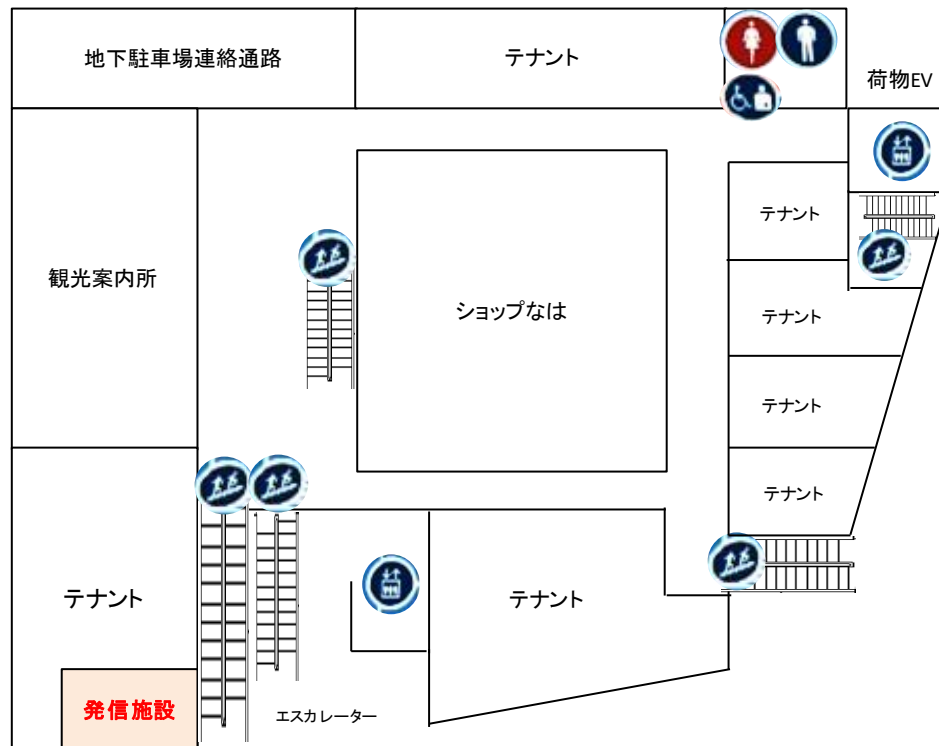 地下駐車場連絡通路
テナント
荷物EV
テナント
観光案内所
ショップなは
テナント
テナント
テナント
テナント
テナント
発信施設
エスカレーター